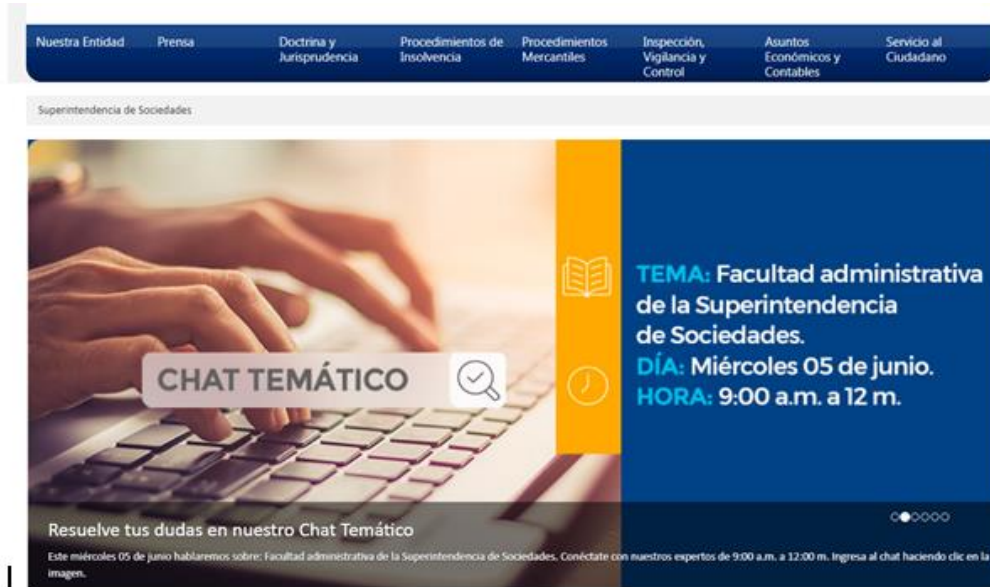 Nuestra Entidad
Prensa
Doctrina y
Jurisprudencia
Procedimientos de
Insolvencia
Procedimientos
Mercantiles
Inspección,
Vigilancia y
Control
Asuntos
Económicos y
Contables
Servicio al
Ciudadano
Superintendencia de Sociedades
CHAT TEMÁTICO
TEMA: Facultad administrativa
de la Superintendencia
de Sociedades.
DÍA: Miércoles 05 de junio.
HORA: 9:00 a.m. a 12 m.
Resuelve tus dudas en nuestro Chat Temático
Este miércoles 05 de junio hablaremos sobre: Facultad administrativa de la Superintendencia de Sociedades. Conéctate con nuestros expertos de 9:00 a.m. a 12:00 m. Ingresa al chat haciendo clic en la
imagen.